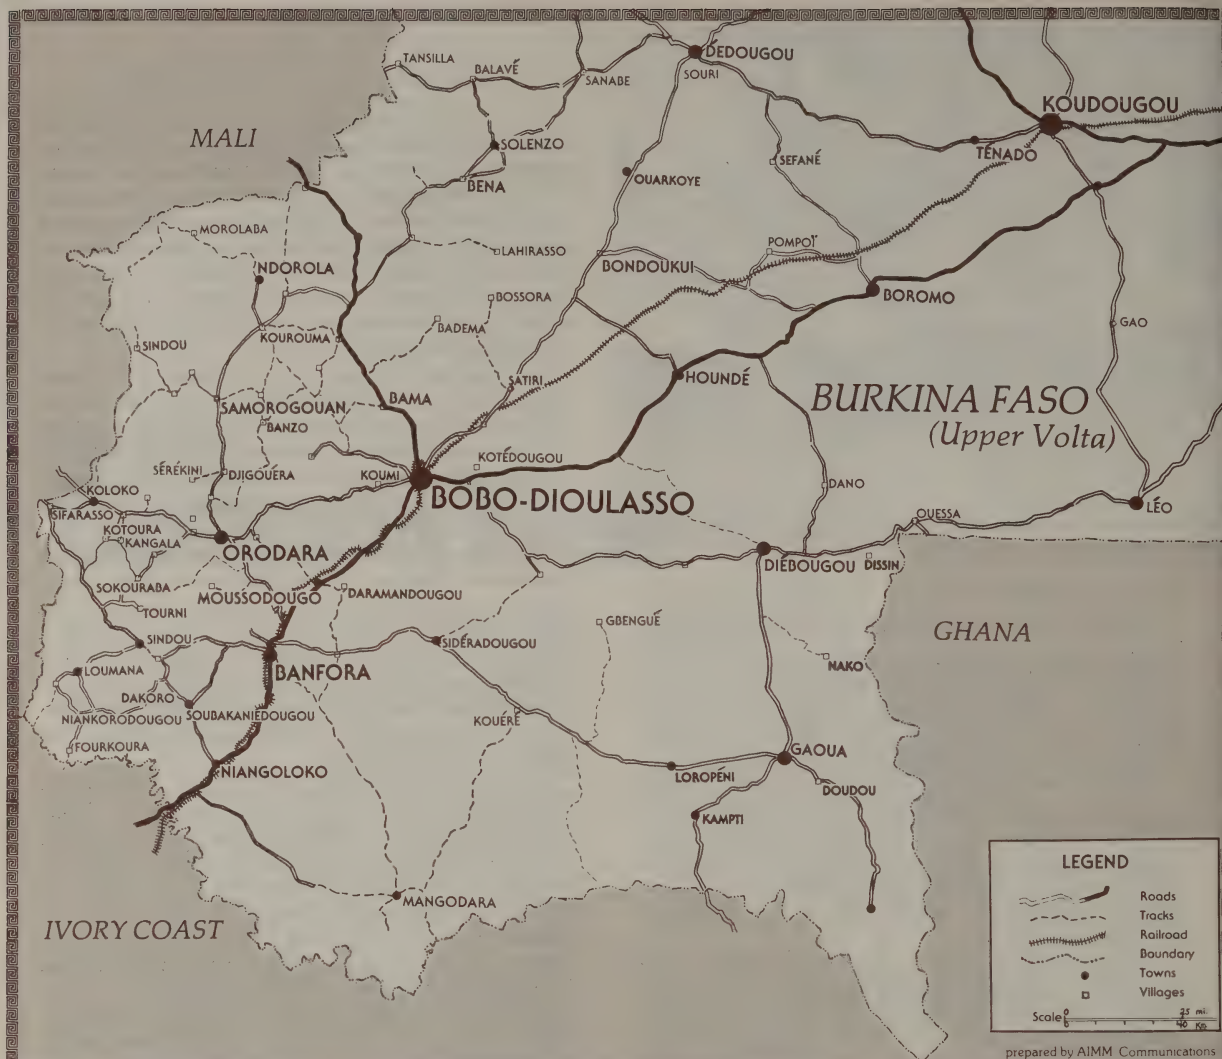 DÉDOUGOU
TANSILLA
BALAVÉ
SANABE
SOURI
KOUDOUGOU
MALI
SOLENZO
TÉNADO
SEFANÉ
BENA
OUARKOYE
MOROLABA
LAHIRASSO
POMPOÏ
NDOROLA
BONDOUKUI
BOSSORA
BOROMO
BADEMA
GAO
KOUROUMA
SINDOU
SATIRI
HOUNDÉ
BURKINA FASO
(Upper Volta)
SAMOROGOUAN
BAMA
BANZO
KOTÉDOUGOU
SÉRÉKINI
DJIGOUÉRA
KOUMI
DANO
KOLOKO
BOBO-DIOULASSO
SIFARASSO
LÉO
OUESSA
KOTOURA
KANGALA
ORODARA
DIÉBOUGOU
DISSIN
SOKOURABA
MOUSSODOUGO
DARAMANDOUGOU
TOURNI
GBENGUÉ
GHANA
SINDOU
SIDÉRADOUGOU
LOUMANA
BANFORA
NAKO
DAKORO
NIANKORODOUGOU
SOUBAKANIEDOUGOU
KOUÉRÉ
FOURKOURA
GAOUA
NIANGOLOKO
LOROPÉNI
DOUDOU
KAMPTI
MANGODARA
IVORY COAST
LEGEND
Roads
Tracks
Railroad
Boundary
Towns
Villages
Scale 0 25 mi.
0 40 Km
prepared by AIMM Communications